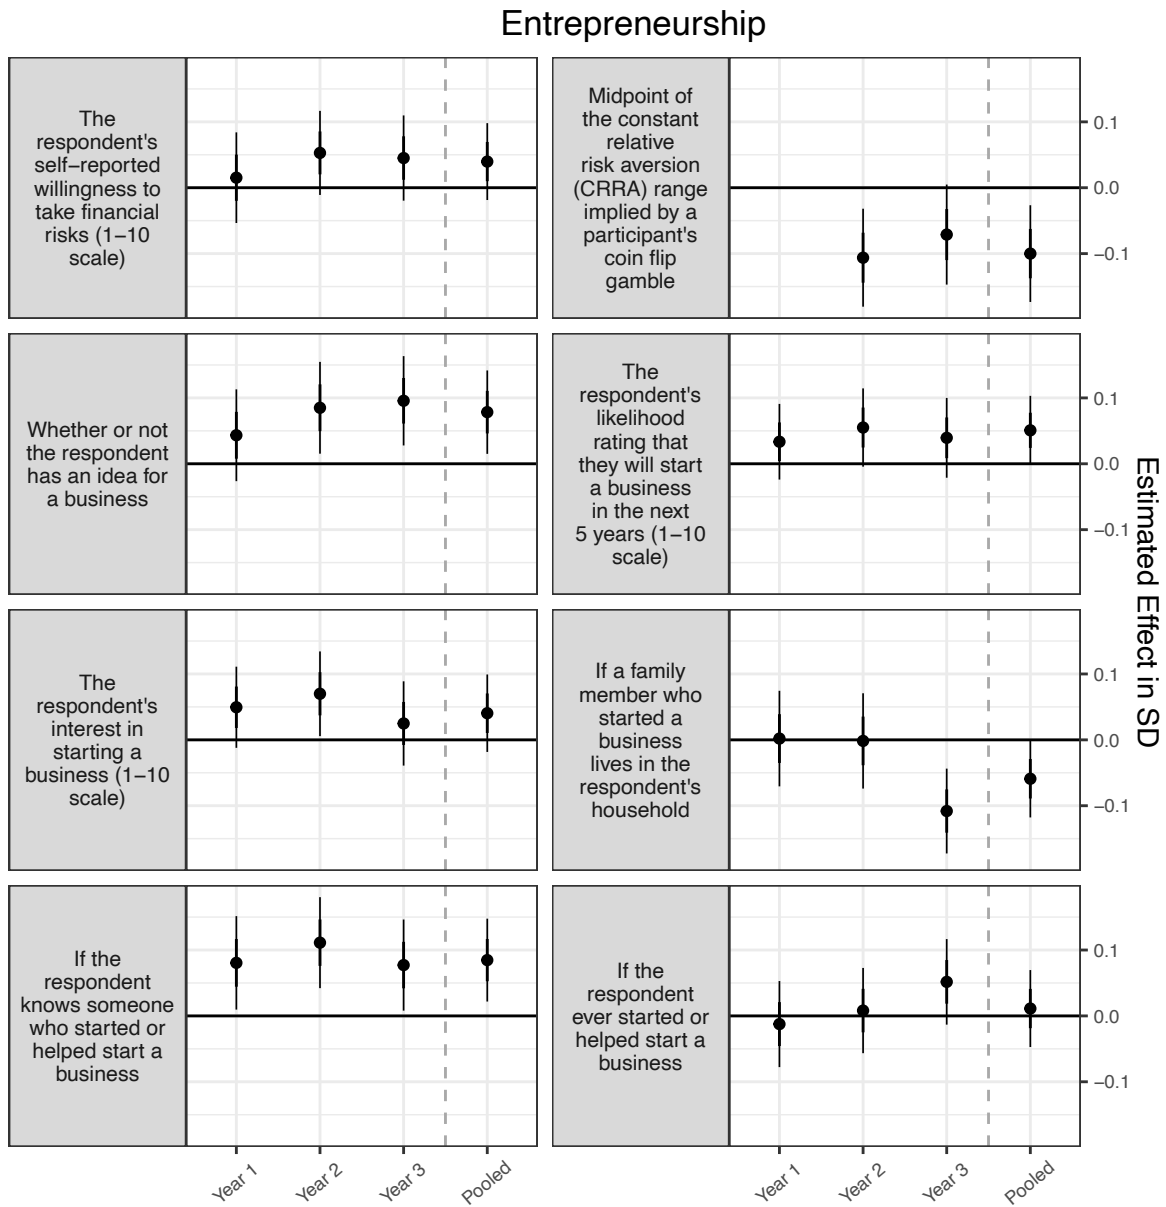 Entrepreneurship
The
respondent's
self−reported
willingness to
take financial
risks (1−10
scale)
Midpoint of
the constant
relative
risk aversion
(CRRA) range
implied by a
participant's
coin flip
gamble
0.1
0.0
−0.1
Whether or not
the respondent
has an idea for
a business
The
respondent's
likelihood
rating that
they will start
a business
in the next
5 years (1−10
scale)
0.1
0.0
−0.1
The
respondent's
interest in
starting a
business (1−10
scale)
If a family
member who
started a
business
lives in the
respondent's
household
0.1
0.0
−0.1
If the
respondent
knows someone
who started or
helped start a
business
If the
respondent
ever started or
helped start a
business
0.1
0.0
−0.1
Year 1
Year 2
Year 3
Pooled
Year 1
Year 2
Year 3
Pooled
Estimated Effect in SD